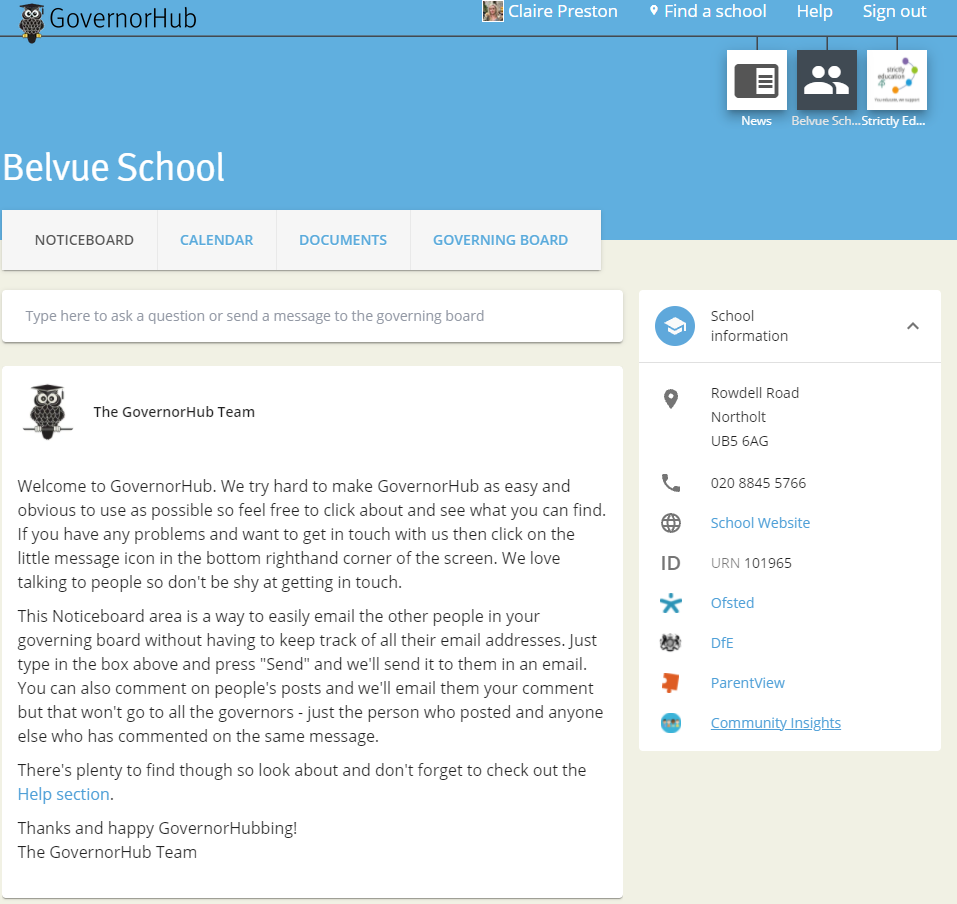 GovernorHub
Claire Preston
Find a school
Help
Sign out
strictly
education
News
Belvue Sch...
Strictly Ed...
Belvue School
NOTICEBOARD
CALENDAR
DOCUMENTS
GOVERNING BOARD
Type here to ask a question or send a message to the governing board
The GovernorHub Team
Welcome to GovernorHub. We try hard to make GovernorHub as easy and
obvious to use as possible so feel free to click about and see what you can find.
If you have any problems and want to get in touch with us then click on the
little message icon in the bottom righthand corner of the screen. We love
talking to people so don't be shy at getting in touch.
This Noticeboard area is a way to easily email the other people in your
governing board without having to keep track of all their email addresses. Just
type in the box above and press "Send" and we'll send it to them in an email.
You can also comment on people's posts and we'll email them your comment
but that won't go to all the governors - just the person who posted and anyone
else who has commented on the same message.
There's plenty to find though so look about and don't forget to check out the
Help section.
Thanks and happy GovernorHubbing!
The GovernorHub Team
School
information
Rowdell Road
Northolt
UB5 6AG
020 8845 5766
School Website
ID URN 101965
Ofsted
DfE
ParentView
Community Insights